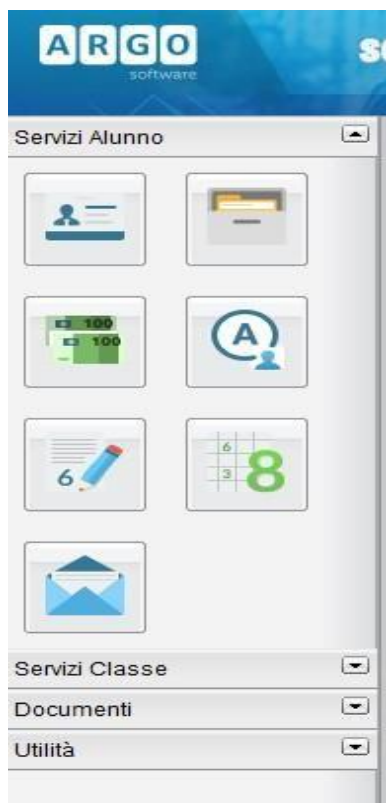 ARGO
software
Servizi Alunno
100
100
A
6
6
3
8
Servizi Classe
Documenti
Utilità